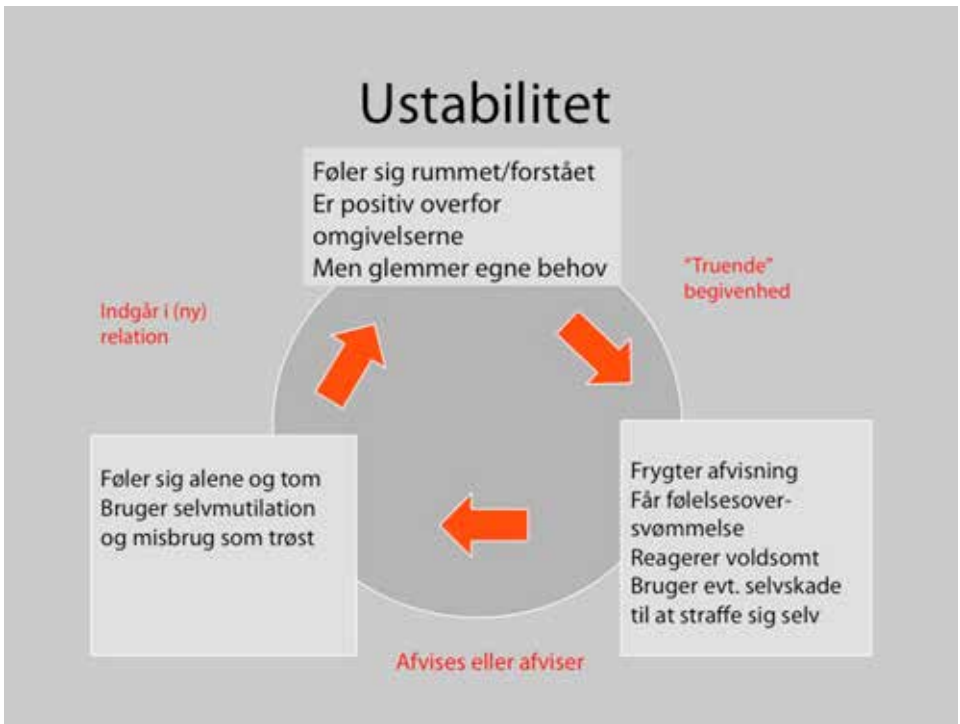 Ustabilitet
Føler sig rummet/forstået
Er positiv overfor
omgivelserne
Men glemmer egne behov
"Truende"
begivenhed
Frygter afvisning
Får følelsesover-
svømmelse
Reagerer voldsomt
Bruger evt. selvskade
til at straffe sig selv
Afvises eller afviser
Føler sig alene og tom
Bruger selvmutilation
og misbrug som trøst
Indgår i (ny)
relation